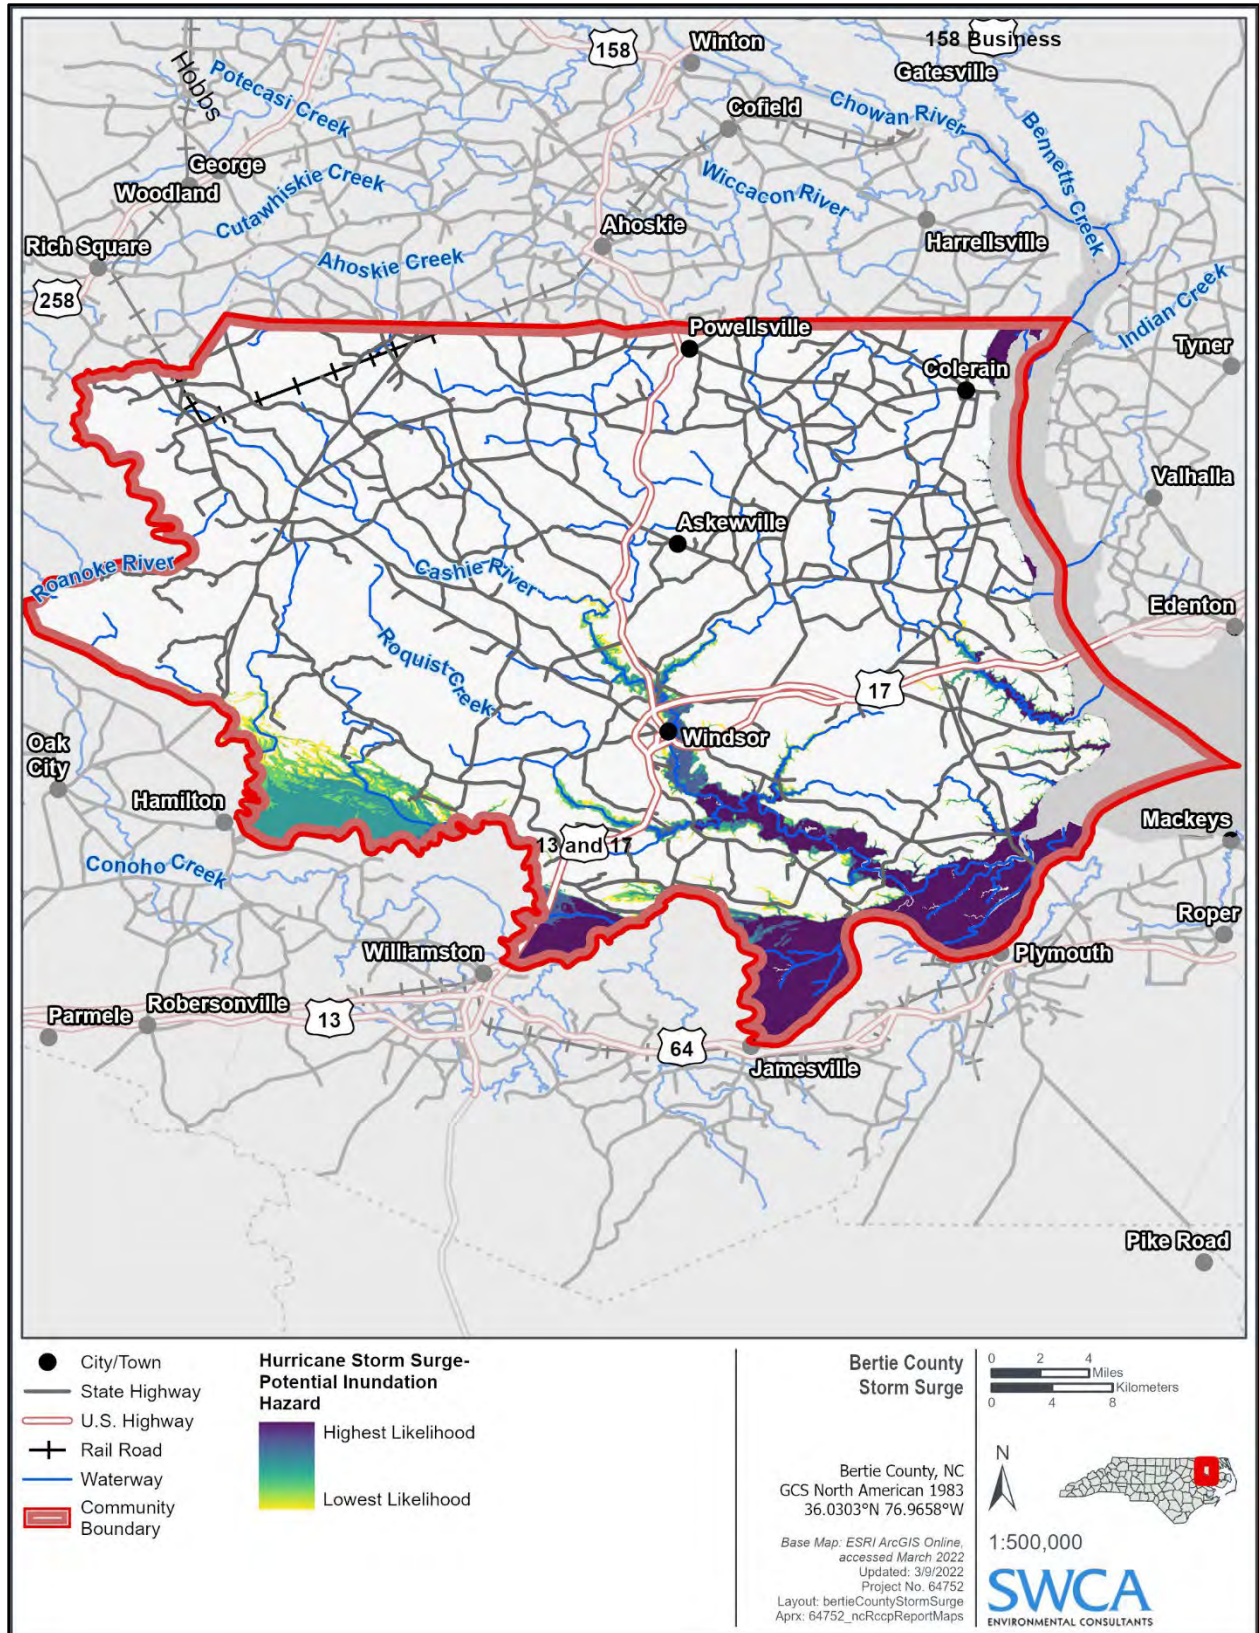 158
Winton
158 Business
Gatesville
Hobbs
Potecasi Creek
Cofield
Chowan River
Bennetts Creek
George
Woodland
Cutawhiskie Creek
Wiccacon River
Ahoskie
Harrellsville
Rich Square
Ahoskie Creek
258
Indian Creek
Powellsville
Tyner
Colerain
Valhalla
Askewville
Roanoke River
Cashie River
Edenton
Roquist Creek
17
Windsor
Oak
City
Hamilton
Mackeys
13 and 17
Conoho Creek
Roper
Williamston
Plymouth
Robersonville
Parmele
13
64
Jamesville
Pike Road
City/Town
State Highway
U.S. Highway
Rail Road
Waterway
Community
Boundary
Hurricane Storm Surge-
Potential Inundation
Hazard
Highest Likelihood
Lowest Likelihood
Bertie County
Storm Surge
Bertie County, NC
GCS North American 1983
36.0303°N 76.9658°W
Base Map: ESRI ArcGIS Online,
accessed March 2022
Updated: 3/9/2022
Project No. 64752
Layout: bertieCountyStormSurge
Aprx: 64752_ncRccpReportMaps
0 2 4
Miles
Kilometers
0 4 8
N
1:500,000
SWCA
ENVIRONMENTAL CONSULTANTS